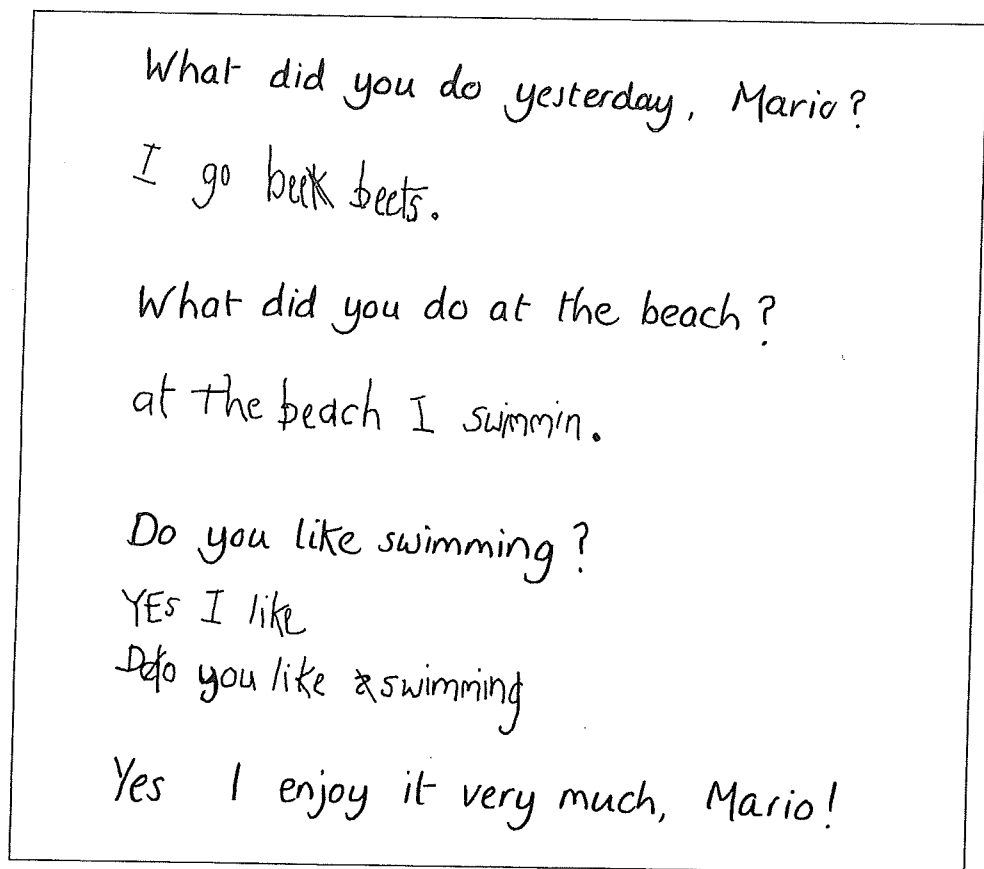 What did you do yesterday, Mario?
I go beets.
What did you do at the beach?
at the beach I swimmin.
Do you like swimming?
YEs I like
do you like swimming
Yes I enjoy it very much, Mario!